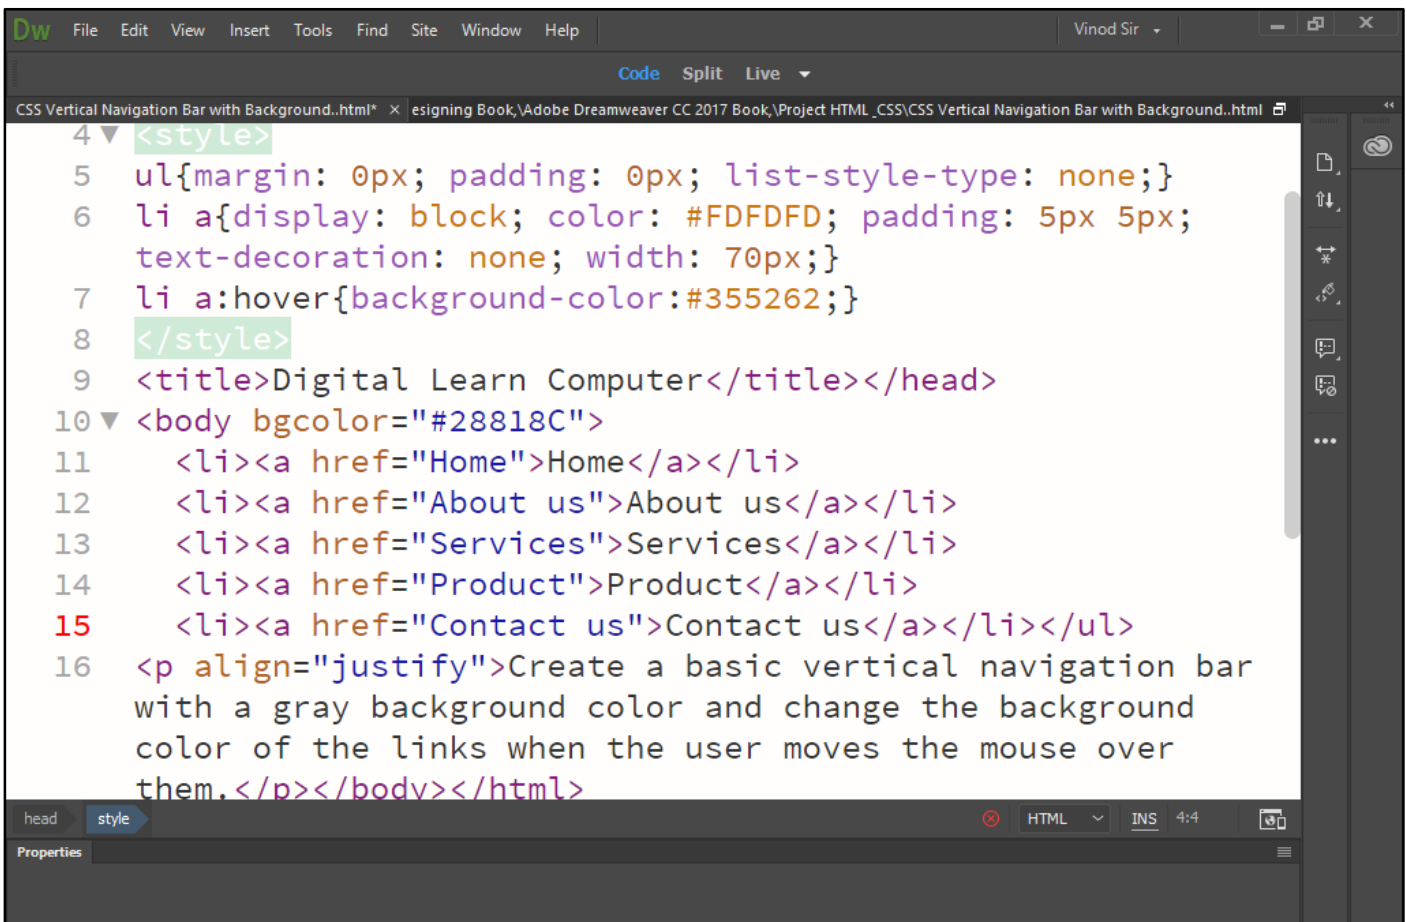 Dw File Edit View Insert Tools Find Site Window Help Vinod Sir
Code Split Live
CSS Vertical Navigation Bar with Background..html* × esigning Book,\Adobe Dreamweaver CC 2017 Book,\Project HTML_CSS\CSS Vertical Navigation Bar with Background..html
4 <style>
5 ul{margin: 0px; padding: 0px; list-style-type: none;}
6 li a{display: block; color: #FDFDFD; padding: 5px 5px;
text-decoration: none; width: 70px;}
7 li a:hover{background-color:#355262;}
8 </style>
9 <title>Digital Learn Computer</title></head>
10 <body bgcolor="#28818C">
11 <li><a href="Home">Home</a></li>
12 <li><a href="About us">About us</a></li>
13 <li><a href="Services">Services</a></li>
14 <li><a href="Product">Product</a></li>
15 <li><a href="Contact us">Contact us</a></li></ul>
16 <p align="justify">Create a basic vertical navigation bar
with a gray background color and change the background
color of the links when the user moves the mouse over
them.</p></body></html>
head style HTML INS 4:4
Properties